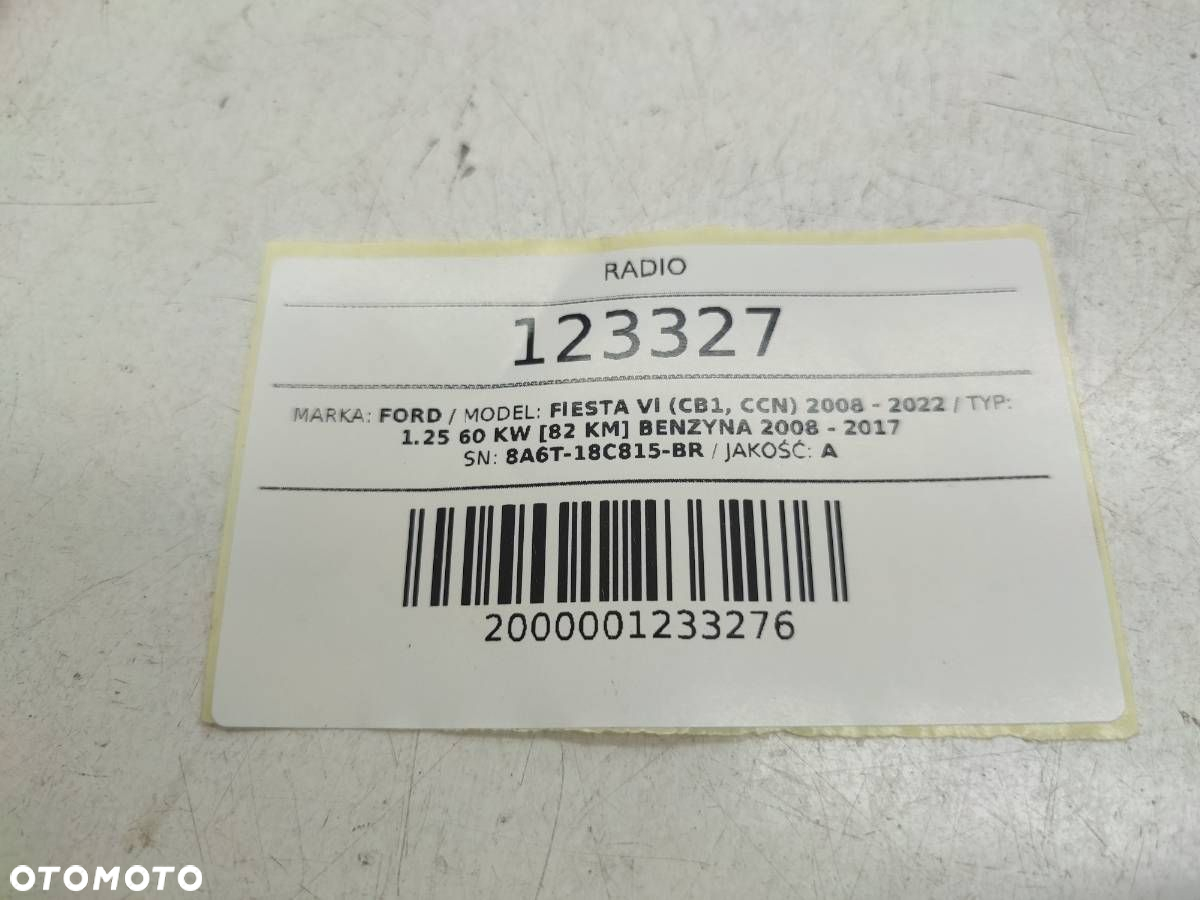 RADIO
123327
MARKA: FORD / MODEL: FIESTA VI (CB1, CCN) 2008 - 2022 / TYP:
1.25 60 KW [82 KM] BENZYNA 2008 - 2017
SN: 8A6T-18C815-BR / JAKOŚĆ: A
2000001233276
OTOMOTO